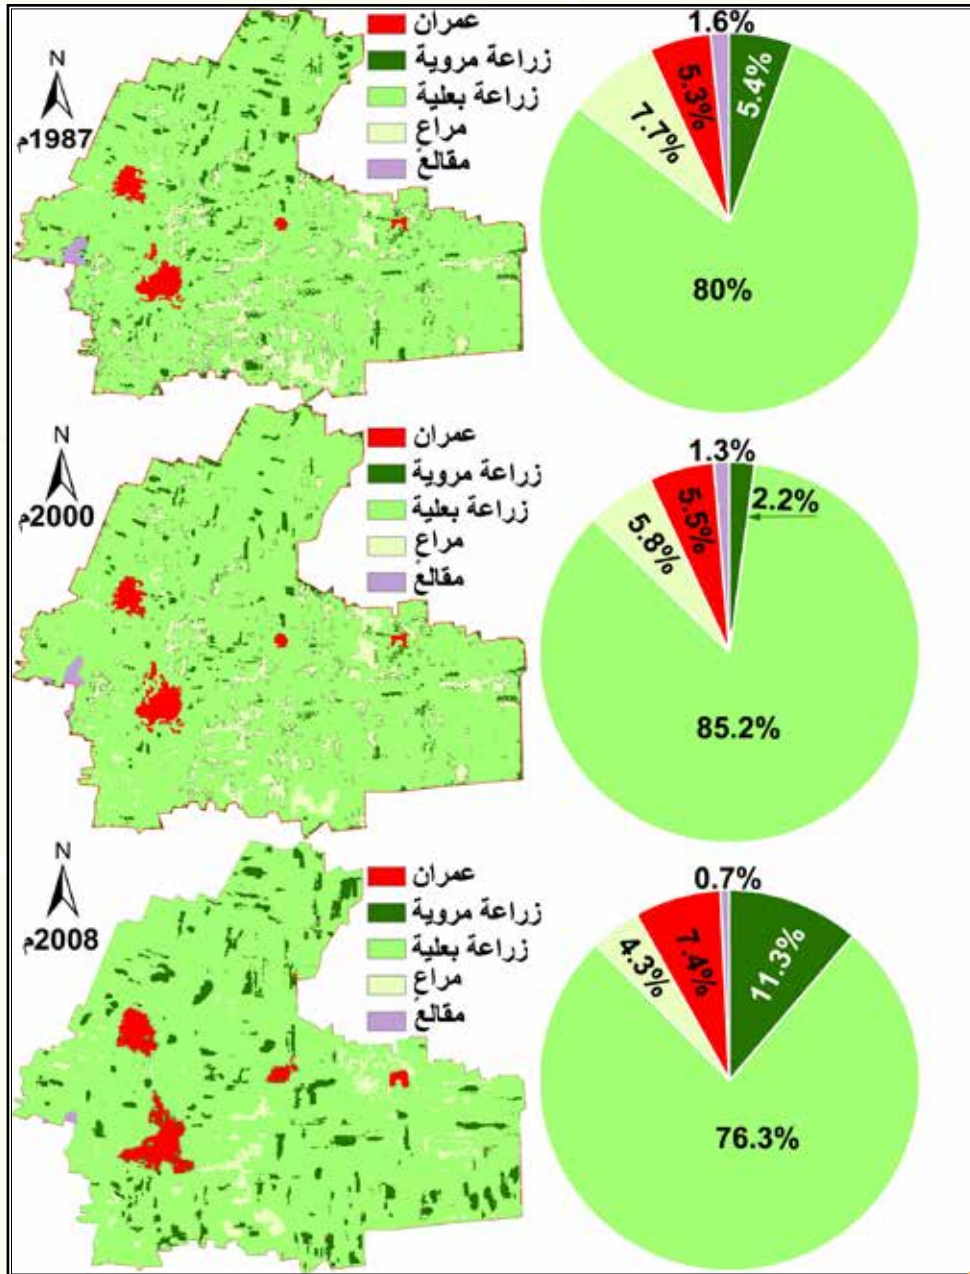 N
1987م
عمران
زراعة مروية
زراعة بعلية
مراعٍ
مقالع
1.6%
5.4%
5.3%
7.7%
80%
N
2000م
عمران
زراعة مروية
زراعة بعلية
مراعٍ
مقالع
1.3%
2.2%
5.5%
5.8%
85.2%
N
2008م
عمران
زراعة مروية
زراعة بعلية
مراعٍ
مقالع
0.7%
11.3%
7.4%
4.3%
76.3%